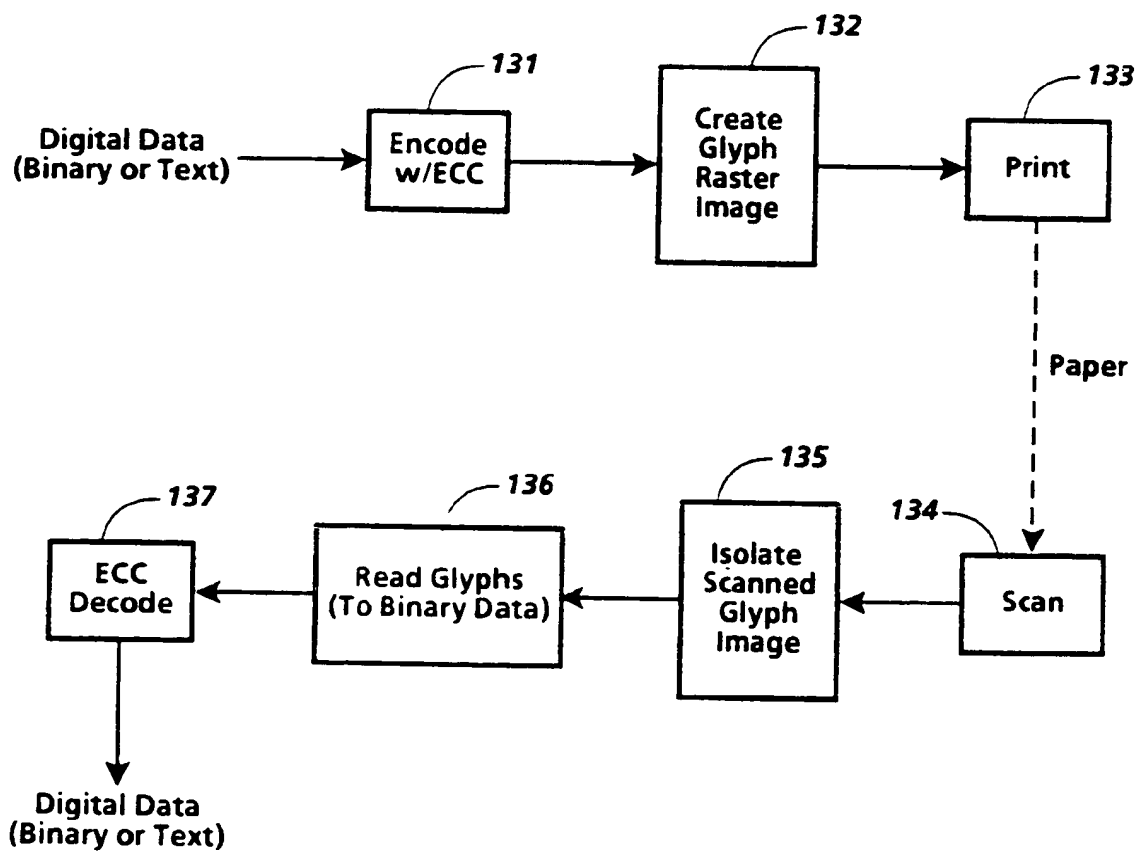 132
131
133
Digital Data
(Binary or Text)
Encode
w/ECC
Create
Glyph
Raster
Image
Print
Paper
137
136
135
134
ECC
Decode
Read Glyphs
(To Binary Data)
Isolate
Scanned
Glyph
Image
Scan
Digital Data
(Binary or Text)